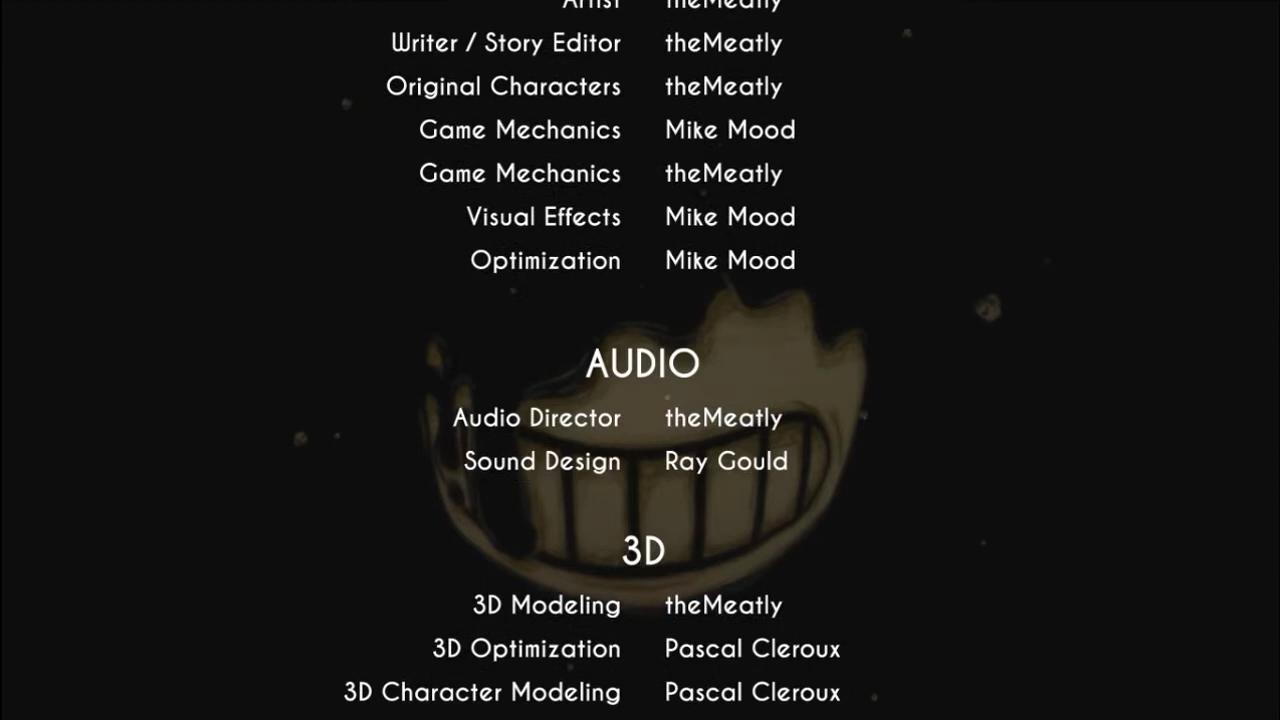 Artist theMeatly
Writer / Story Editor theMeatly
Original Characters theMeatly
Game Mechanics Mike Mood
Game Mechanics theMeatly
Visual Effects Mike Mood
Optimization Mike Mood
AUDIO
Audio Director theMeatly
Sound Design Ray Gould
3D
3D Modeling theMeatly
3D Optimization Pascal Cleroux
3D Character Modeling Pascal Cleroux